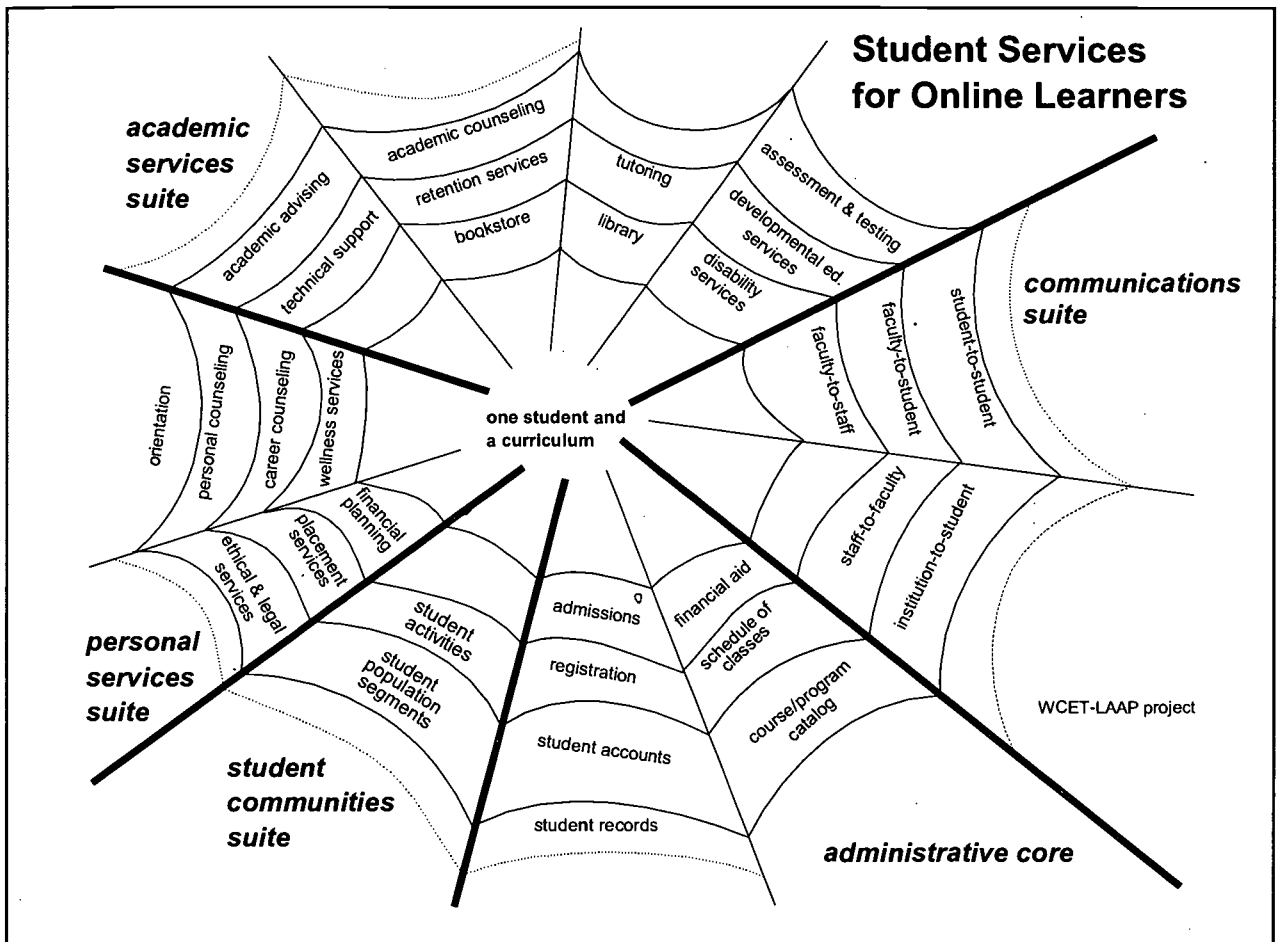 Student Services
for Online Learners
academic
services
suite
academic advising
technical support
academic counseling
retention services
bookstore
tutoring
library
assessment & testing
developmental ed.
services
disability
services
communications
suite
faculty-to-staff
faculty-to-student
student-to-student
staff-to-faculty
institution-to-student
one student and
a curriculum
orientation
personal counseling
career counseling
wellness services
financial
planning
placement
services
ethical & legal
services
personal
services
suite
student
activities
student
population
segments
student
communities
suite
admissions
registration
student accounts
student records
financial aid
schedule of
classes
course/program
catalog
administrative core
WCET-LAAP project